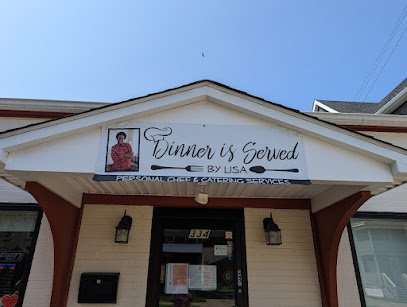 Dinner is Served
BY LISA
PERSONAL CHEF & CATERING SERVICES
334